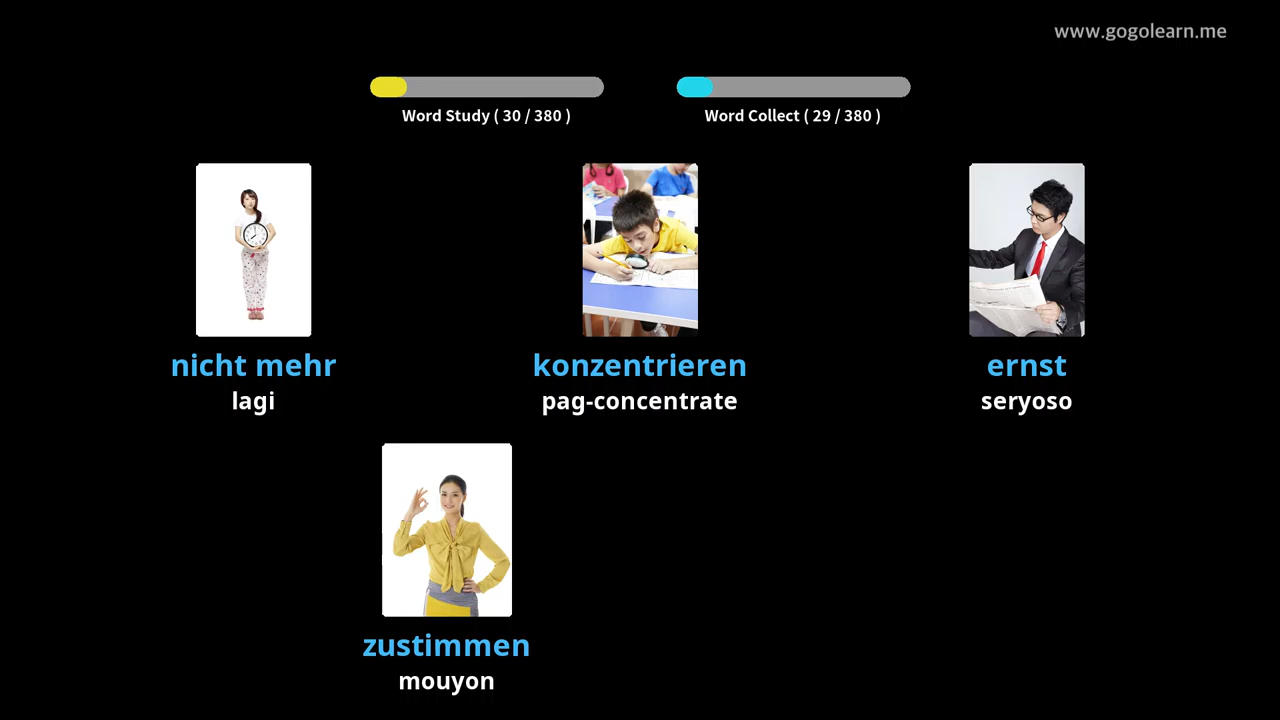 www.gogolearn.me
Word Study ( 30 / 380 )
Word Collect ( 29 / 380 )
nicht mehr
lagi
konzentrieren
pag-concentrate
ernst
seryoso
zustimmen
mouyon